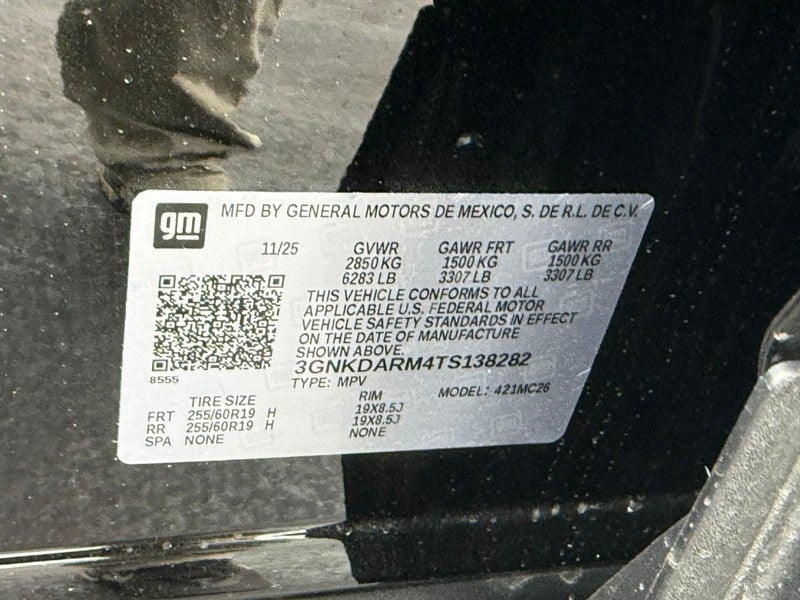 gm MFD BY GENERAL MOTORS DE MEXICO, S. DE R.L. DE C.V.
11/25 GVWR GAWR FRT GAWR RR
2850 KG 1500 KG 1500 KG
6283 LB 3307 LB 3307 LB
THIS VEHICLE CONFORMS TO ALL
APPLICABLE U.S. FEDERAL MOTOR
VEHICLE SAFETY STANDARDS IN EFFECT
ON THE DATE OF MANUFACTURE
SHOWN ABOVE.
3GNKDARM4TS138282
8555
TYPE: MPV MODEL: 421MC26
TIRE SIZE RIM
FRT 255/60R19 H 19X8.5J
RR 255/60R19 H 19X8.5J
SPA NONE NONE